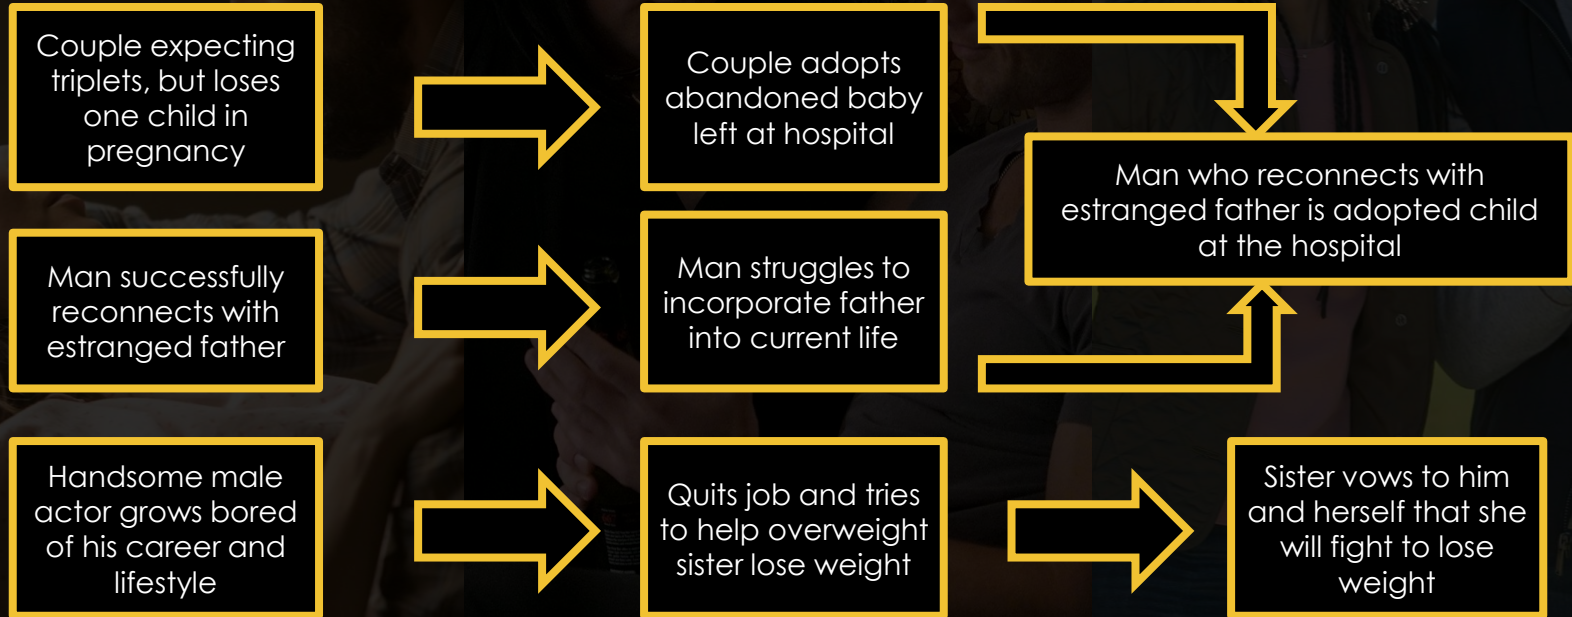 Couple expecting
triplets, but loses
one child in
pregnancy
Couple adopts
abandoned baby
left at hospital
Man who reconnects with
estranged father is adopted child
at the hospital
Man successfully
reconnects with
estranged father
Man struggles to
incorporate father
into current life
Handsome male
actor grows bored
of his career and
lifestyle
Quits job and tries
to help overweight
sister lose weight
Sister vows to him
and herself that she
will fight to lose
weight